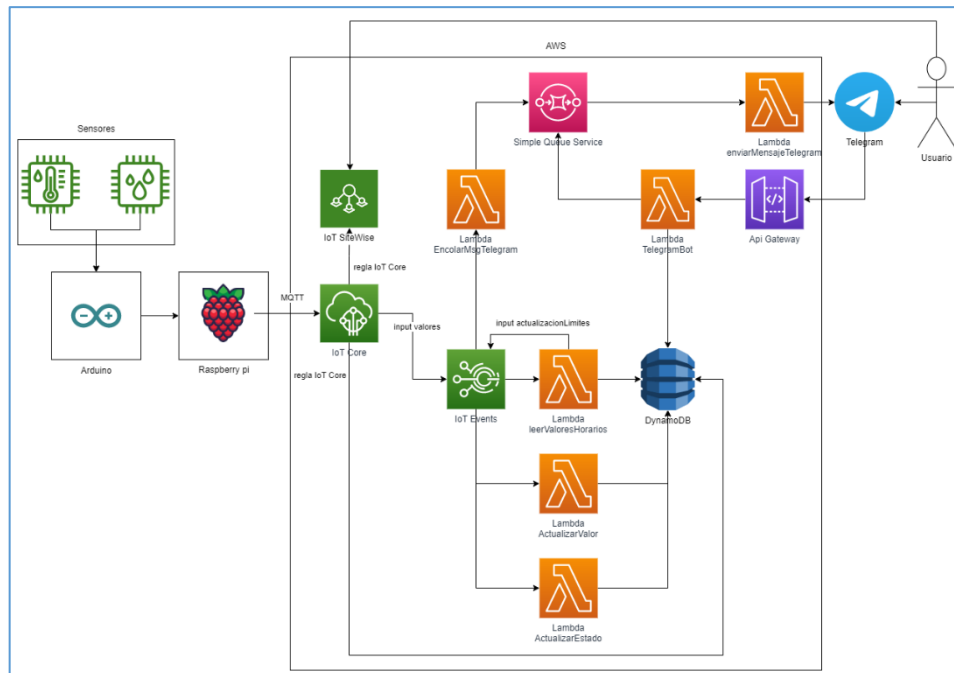 AWS
Sensores
Simple Queue Service
Lambda
enviarMensajeTelegram
Telegram
Usuario
IoT SiteWise
Lambda
EncolarMsgTelegram
Lambda
TelegramBot
Api Gateway
regla IoT Core
MQTT
input valores
input actualizacionLimites
Arduino
Raspberry pi
IoT Core
regla IoT Core
IoT Events
Lambda
leerValoresHorarios
DynamoDB
Lambda
ActualizarValor
Lambda
ActualizarEstado